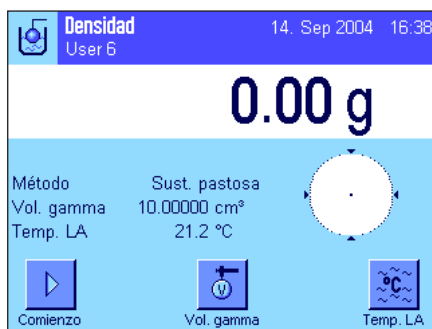 Densidad 14. Sep 2004 16:38
User 6
0.00 g
Método Sust. pastosa
Vol. gamma 10.00000 cm³
Temp. LA 21.2 °C
V °C
Comienzo Vol. gamma Temp. LA